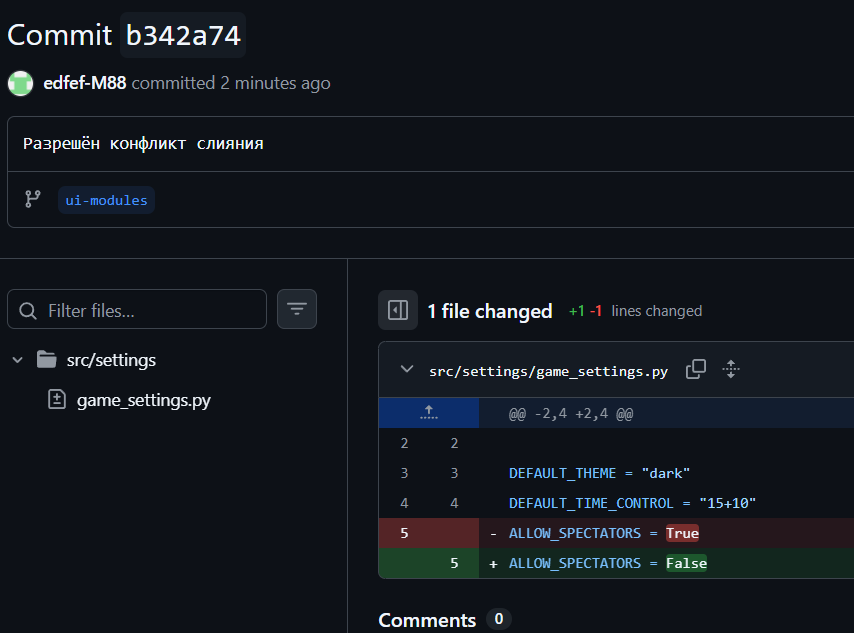 Commit b342a74
edfef-M88 committed 2 minutes ago
Разрешён конфликт слияния
ui-modules
Filter files...
src/settings
game_settings.py
1 file changed +1 -1 lines changed
src/settings/game_settings.py
@@ -2,4 +2,4 @@
2 2
3 3 DEFAULT_THEME = "dark"
4 4 DEFAULT_TIME_CONTROL = "15+10"
5 - ALLOW_SPECTATORS = True
5 + ALLOW_SPECTATORS = False
Comments 0